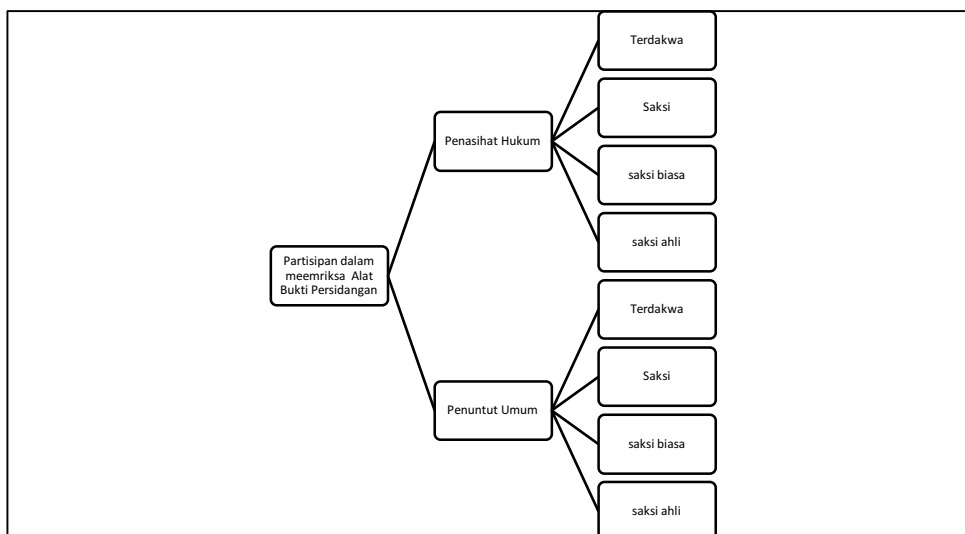 Partisipan dalam
meemriksa Alat
Bukti Persidangan
Penasihat Hukum
Terdakwa
Saksi
saksi biasa
saksi ahli
Penuntut Umum
Terdakwa
Saksi
saksi biasa
saksi ahli